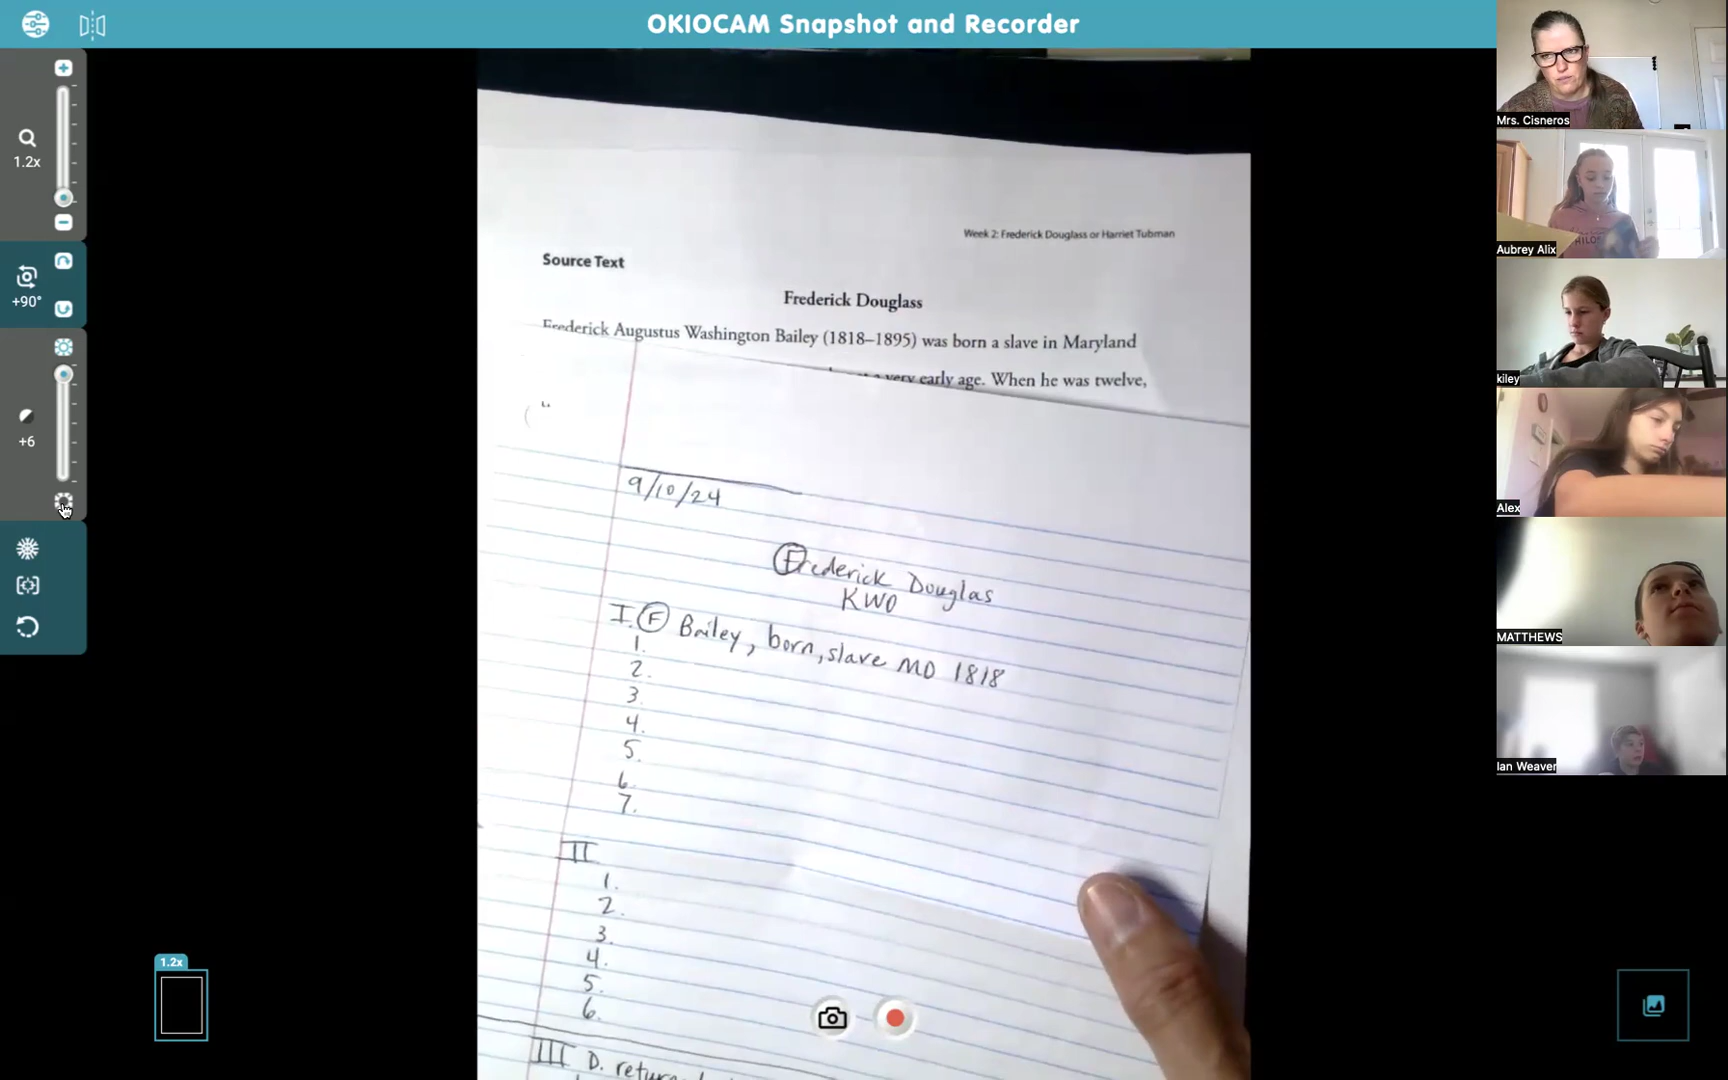 OKIOCAM Snapshot and Recorder
1.2x
+90°
+6
Week 2: Frederick Douglass or Harriet Tubman
Source Text
Frederick Douglass
Frederick Augustus Washington Bailey (1818–1895) was born a slave in Maryland
very early age. When he was twelve,
9/10/24
Frederick Douglas
KWO
I. F Bailey, born, slave MD 1818
1.
2.
3.
4.
5.
6.
7.
II
1.
2.
3.
4.
5.
6.
III D.
1.2x
Mrs. Cisneros
Aubrey Alix
kiley
Alex
MATTHEWS
Ian Weaver